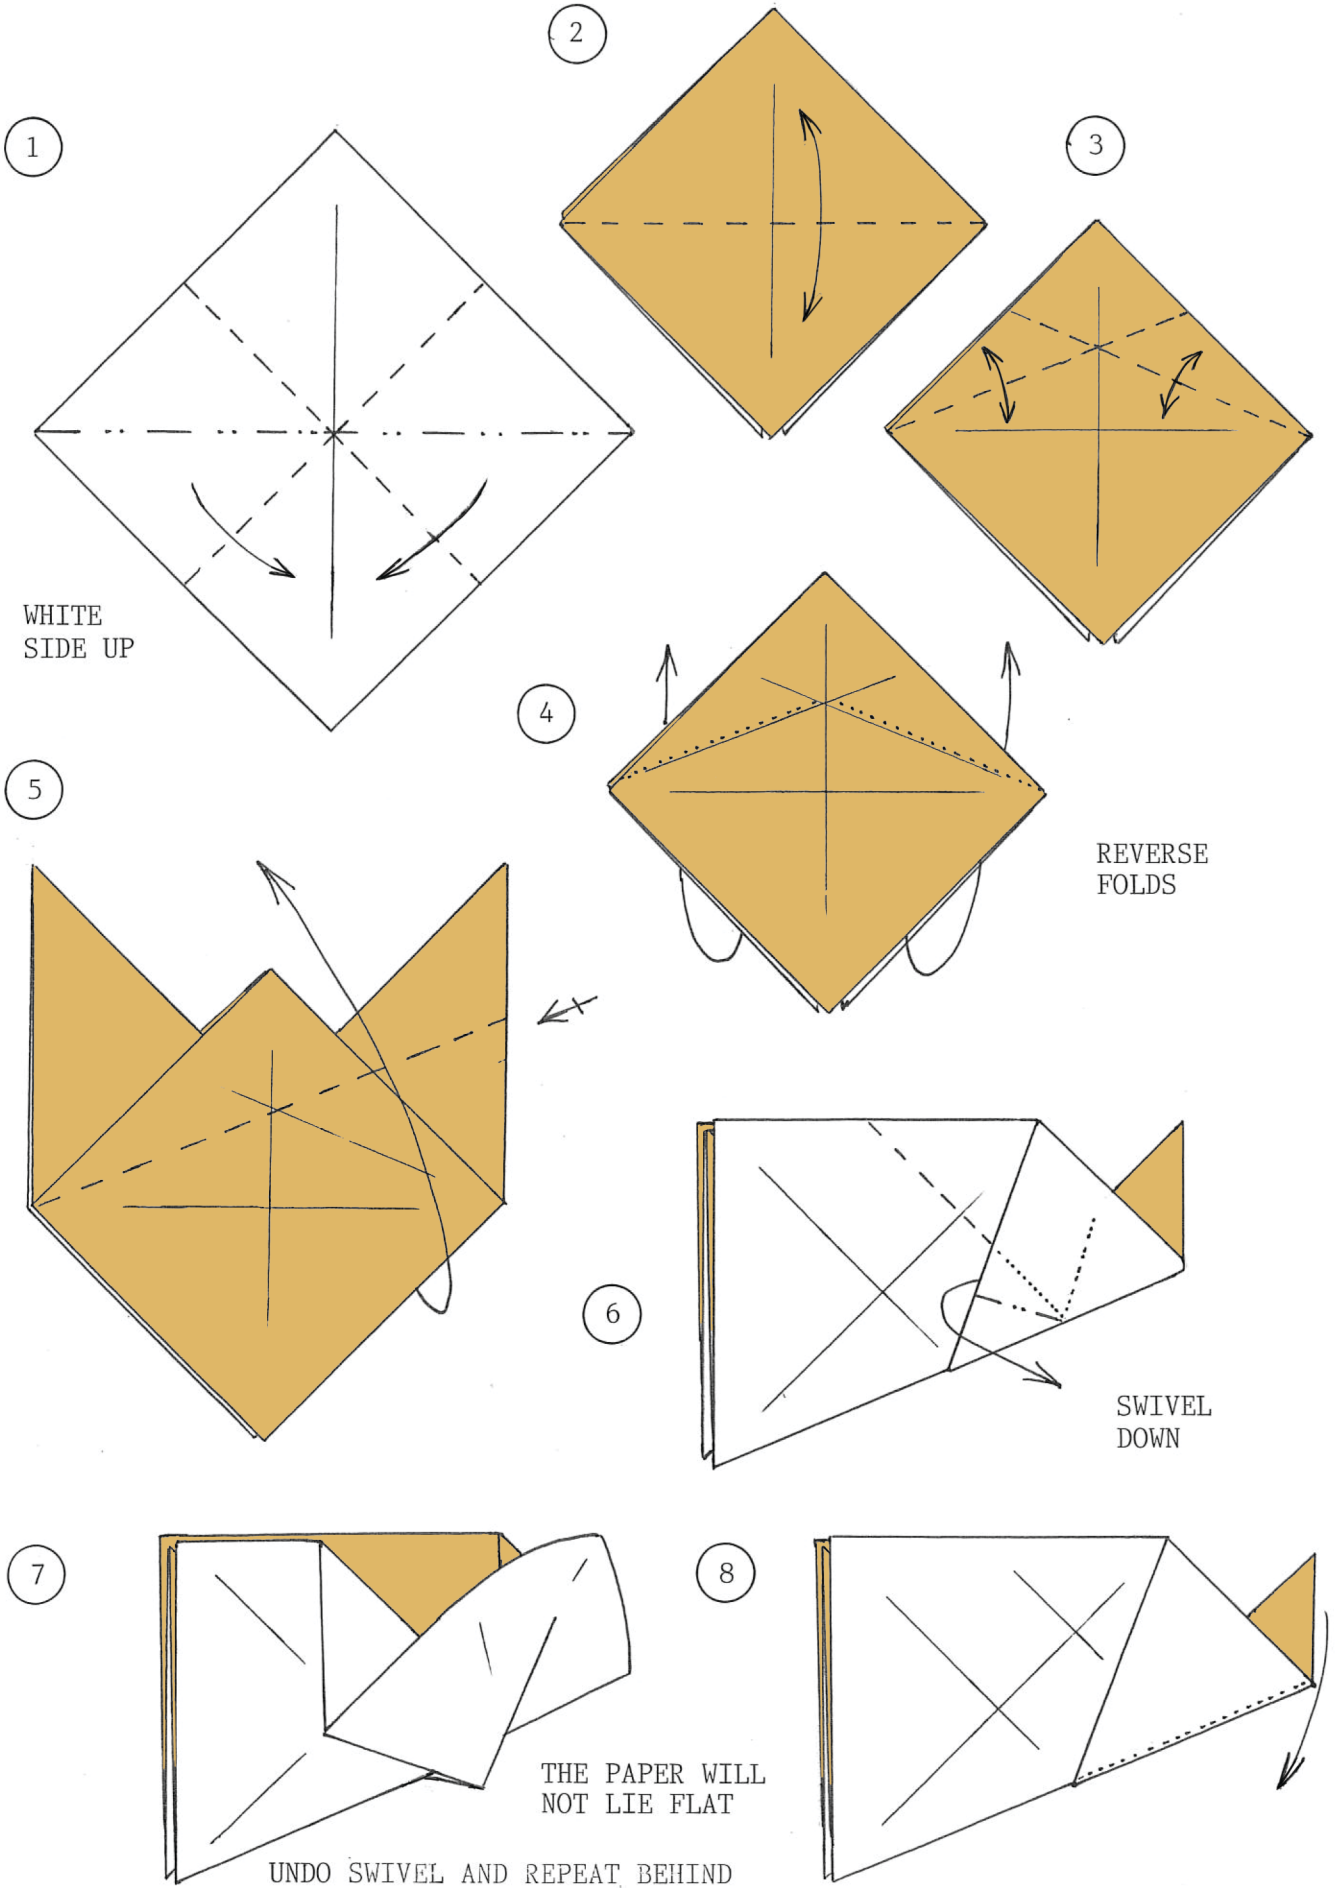 1
WHITE
SIDE UP
2
3
4
REVERSE
FOLDS
5
6
SWIVEL
DOWN
7
THE PAPER WILL
NOT LIE FLAT
UNDO SWIVEL AND REPEAT BEHIND
8